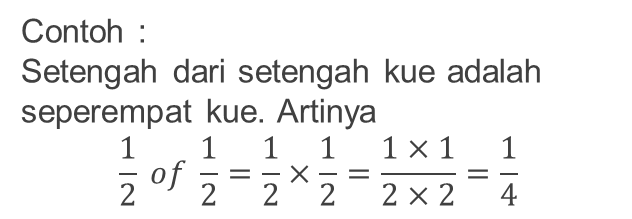 Contoh :
Setengah dari setengah kue adalah
seperempat kue. Artinya
1/2 of 1/2 = 1/2 × 1/2 = (1 × 1)/(2 × 2) = 1/4